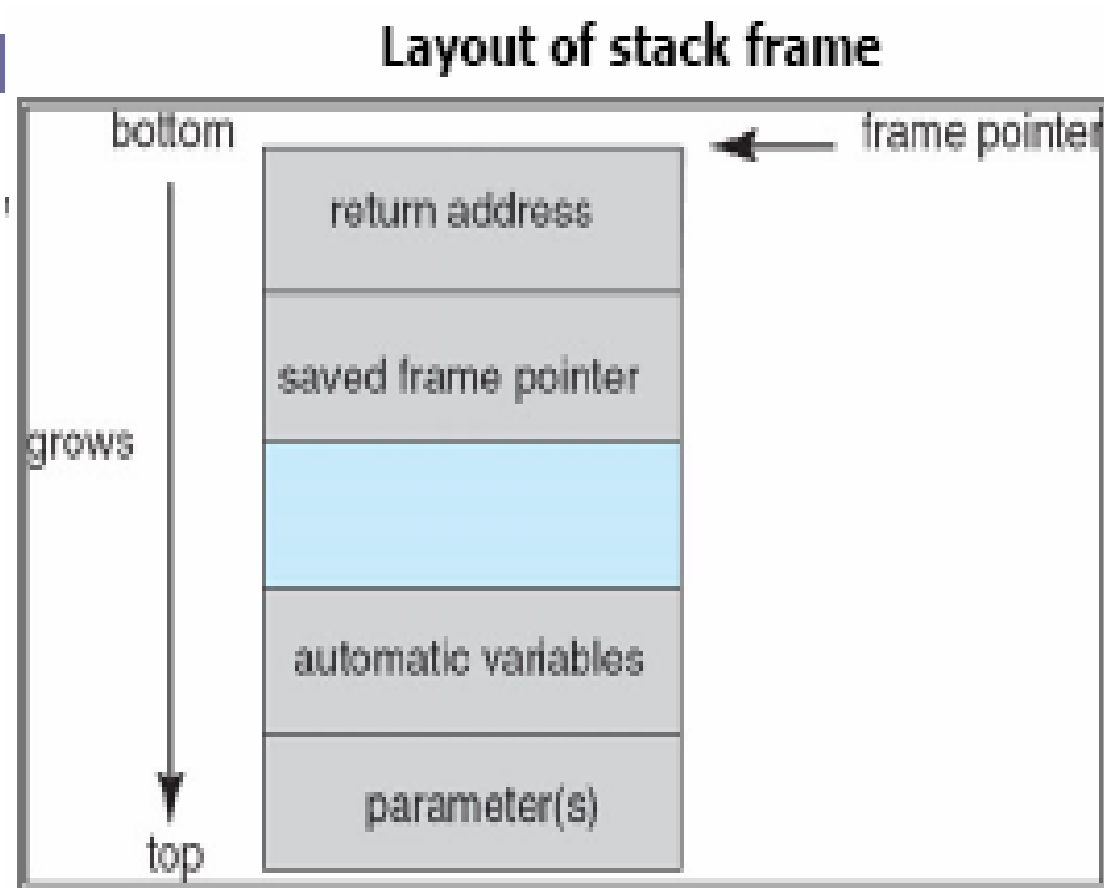 Layout of stack frame
bottom
frame pointer
return address
saved frame pointer
grows
automatic variables
parameter(s)
top